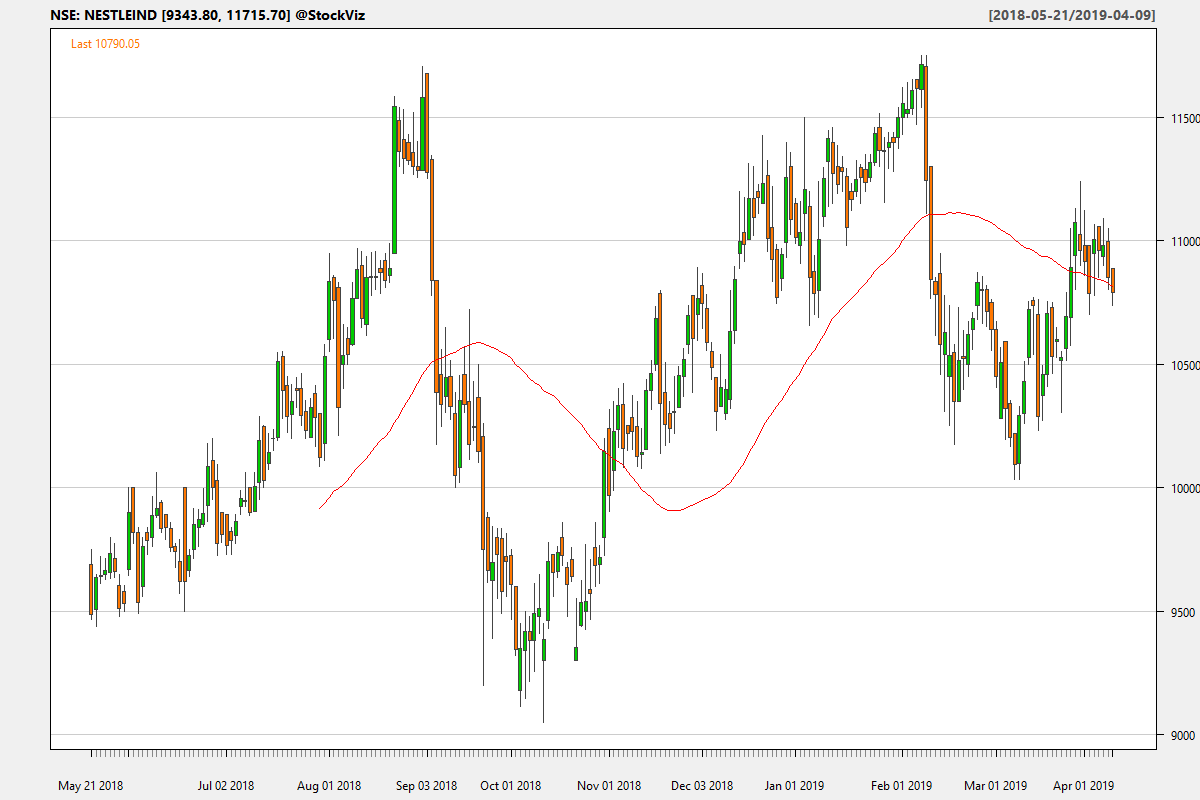 NSE: NESTLEIND [9343.80, 11715.70] @StockViz
[2018-05-21/2019-04-09]
Last 10790.05
11500
11000
10500
10000
9500
9000
May 21 2018
Jul 02 2018
Aug 01 2018
Sep 03 2018
Oct 01 2018
Nov 01 2018
Dec 03 2018
Jan 01 2019
Feb 01 2019
Mar 01 2019
Apr 01 2019